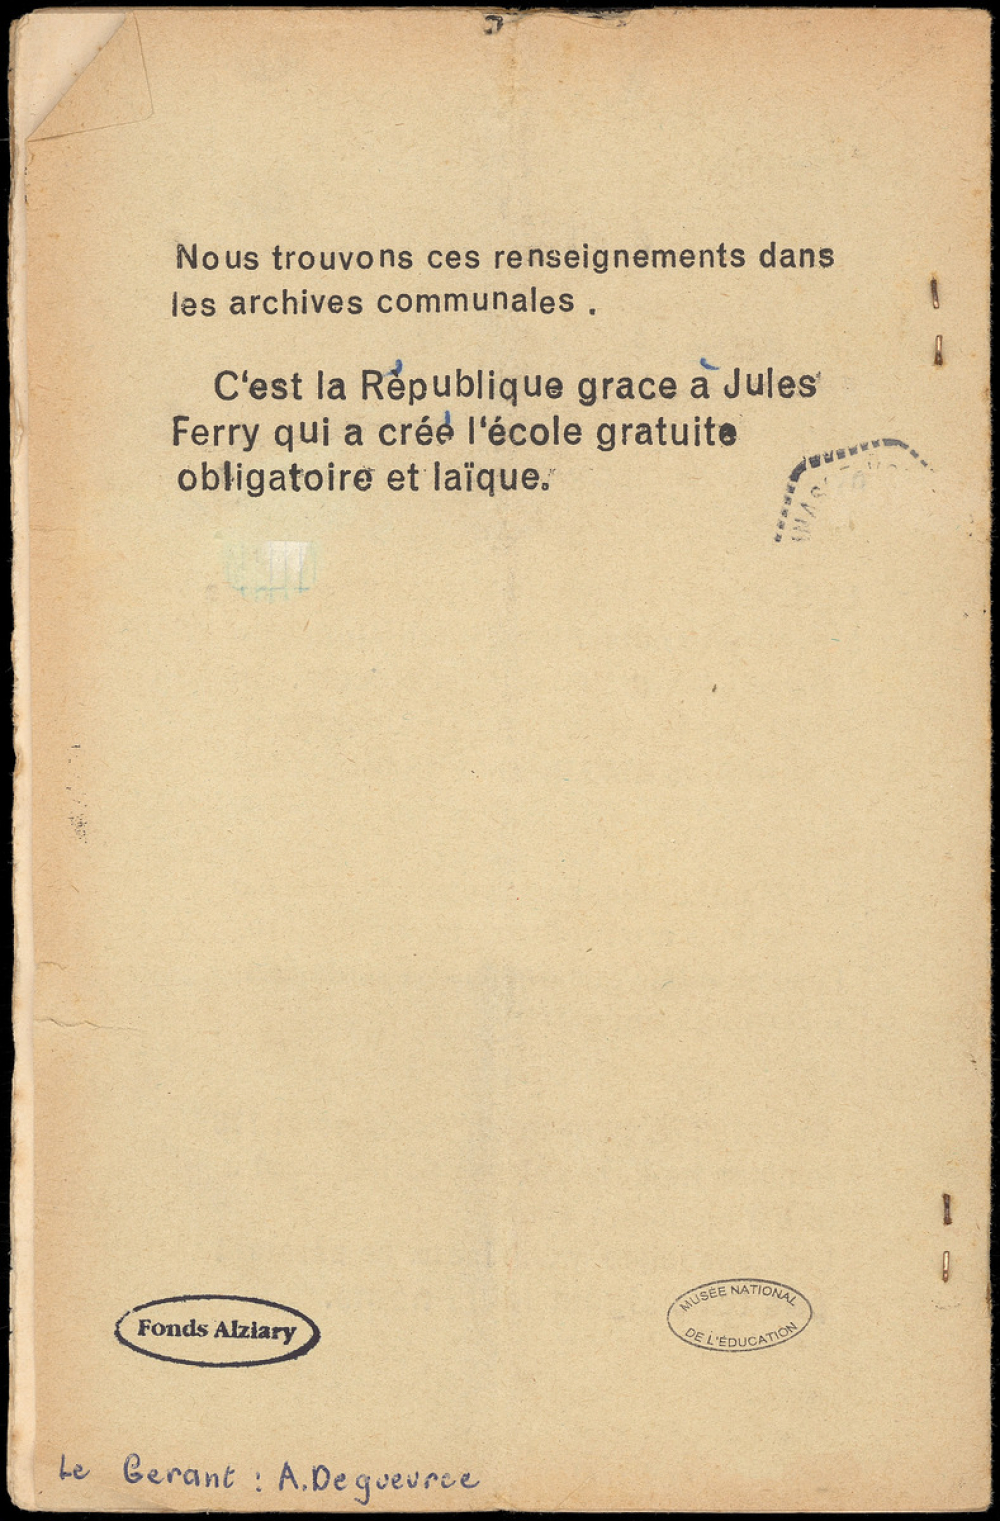 Nous trouvons ces renseignements dans
les archives communales .
C'est la République grace à Jules
Ferry qui a créé l'école gratuite
obligatoire et laïque.
Fonds Alziary
MUSÉE NATIONAL
DE L'ÉDUCATION
Le Gerant : A.Degueurce